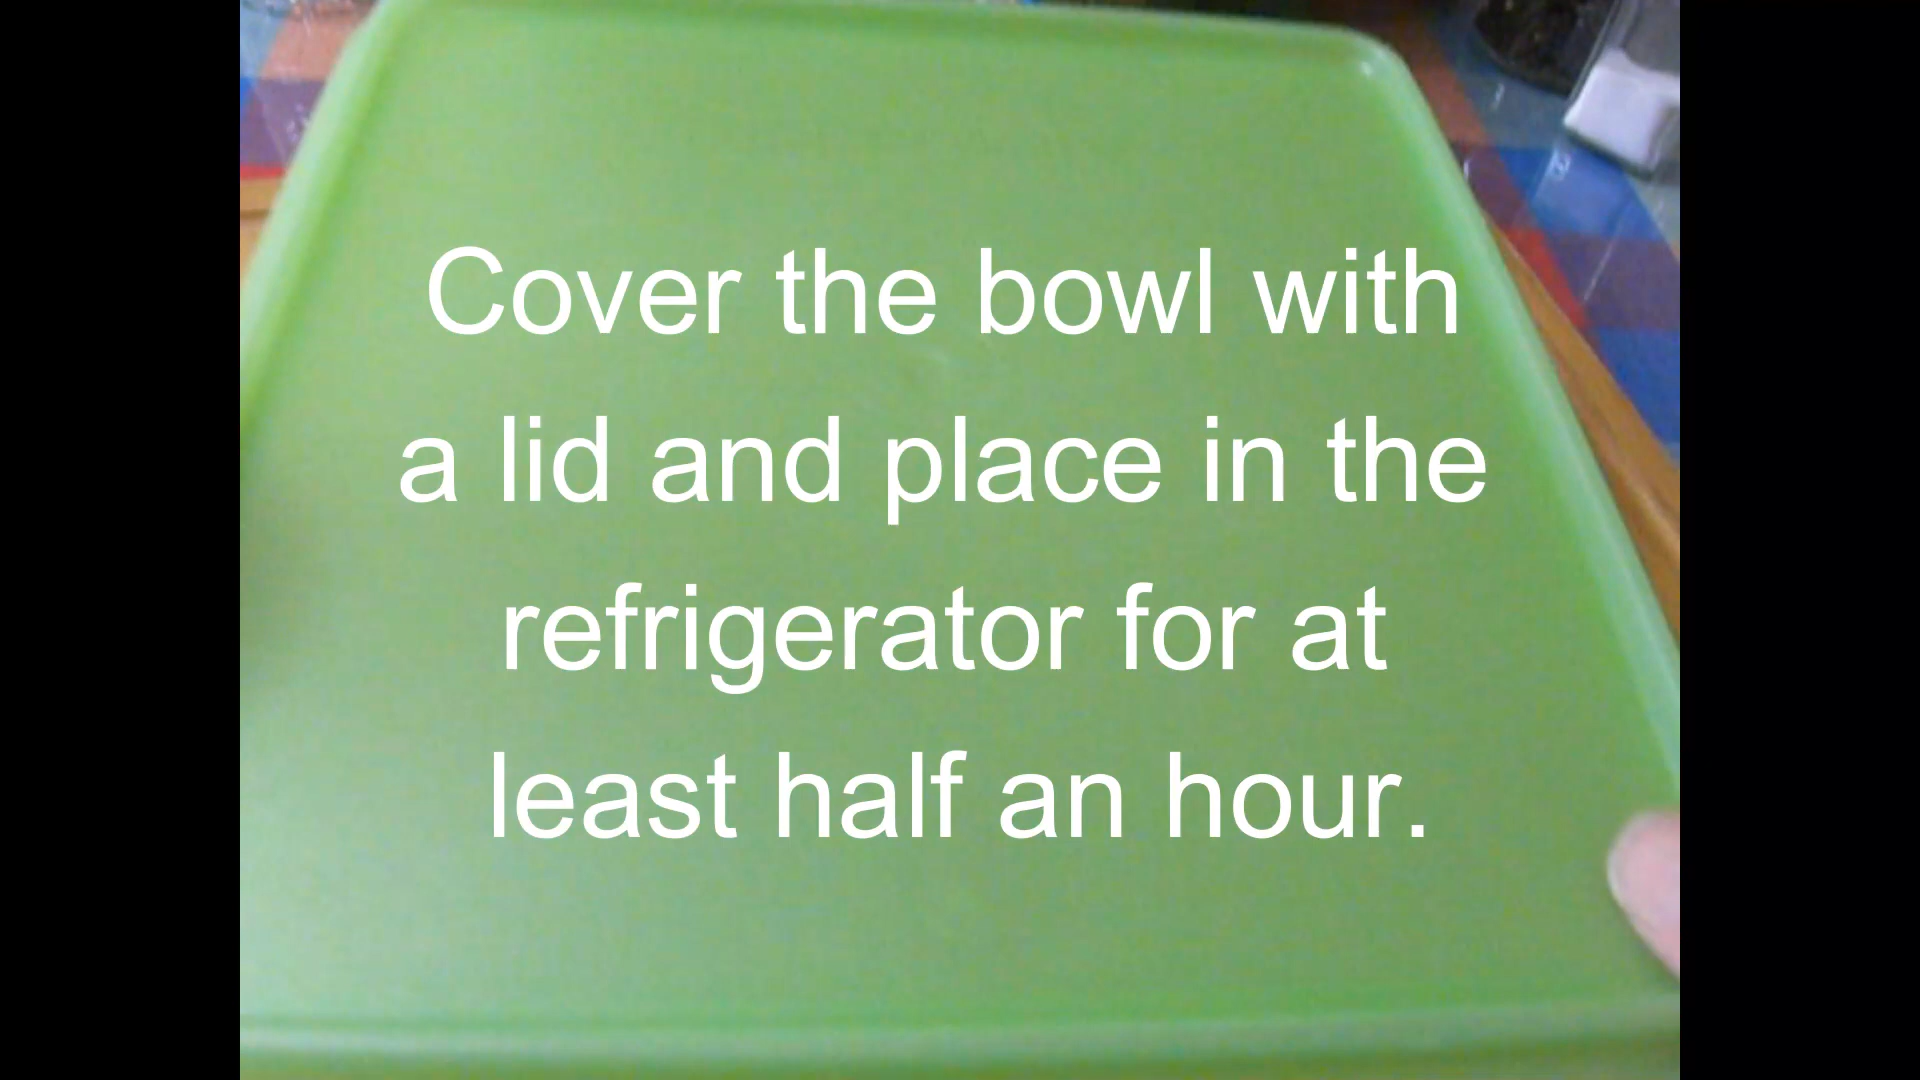 Cover the bowl with
a lid and place in the
refrigerator for at
least half an hour.